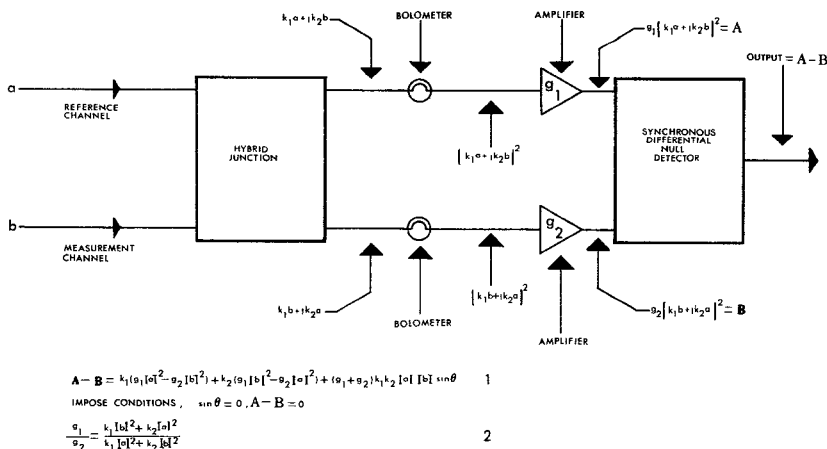 k₁a+jk₂b
BOLOMETER
AMPLIFIER
g₁[k₁a+jk₂b]²= A
OUTPUT = A–B
a
REFERENCE
CHANNEL
HYBRID
JUNCTION
g₁
[k₁a+jk₂b]²
SYNCHRONOUS
DIFFERENTIAL
NULL
DETECTOR
b
MEASUREMENT
CHANNEL
g₂
k₁b+jk₂a
BOLOMETER
[k₁b+jk₂a]²
AMPLIFIER
g₂[k₁b+jk₂a]²= B
A–B = k₁(g₁[a]²–g₂[b]²)+k₂(g₁[b]²–g₂[a]²)+(g₁+g₂)k₁k₂[a][b] sinθ 1
IMPOSE CONDITIONS, sinθ=0, A–B=0
g₁/g₂ = k₁[b]²+k₂[a]²/k₁[a]²+k₂[b]² 2